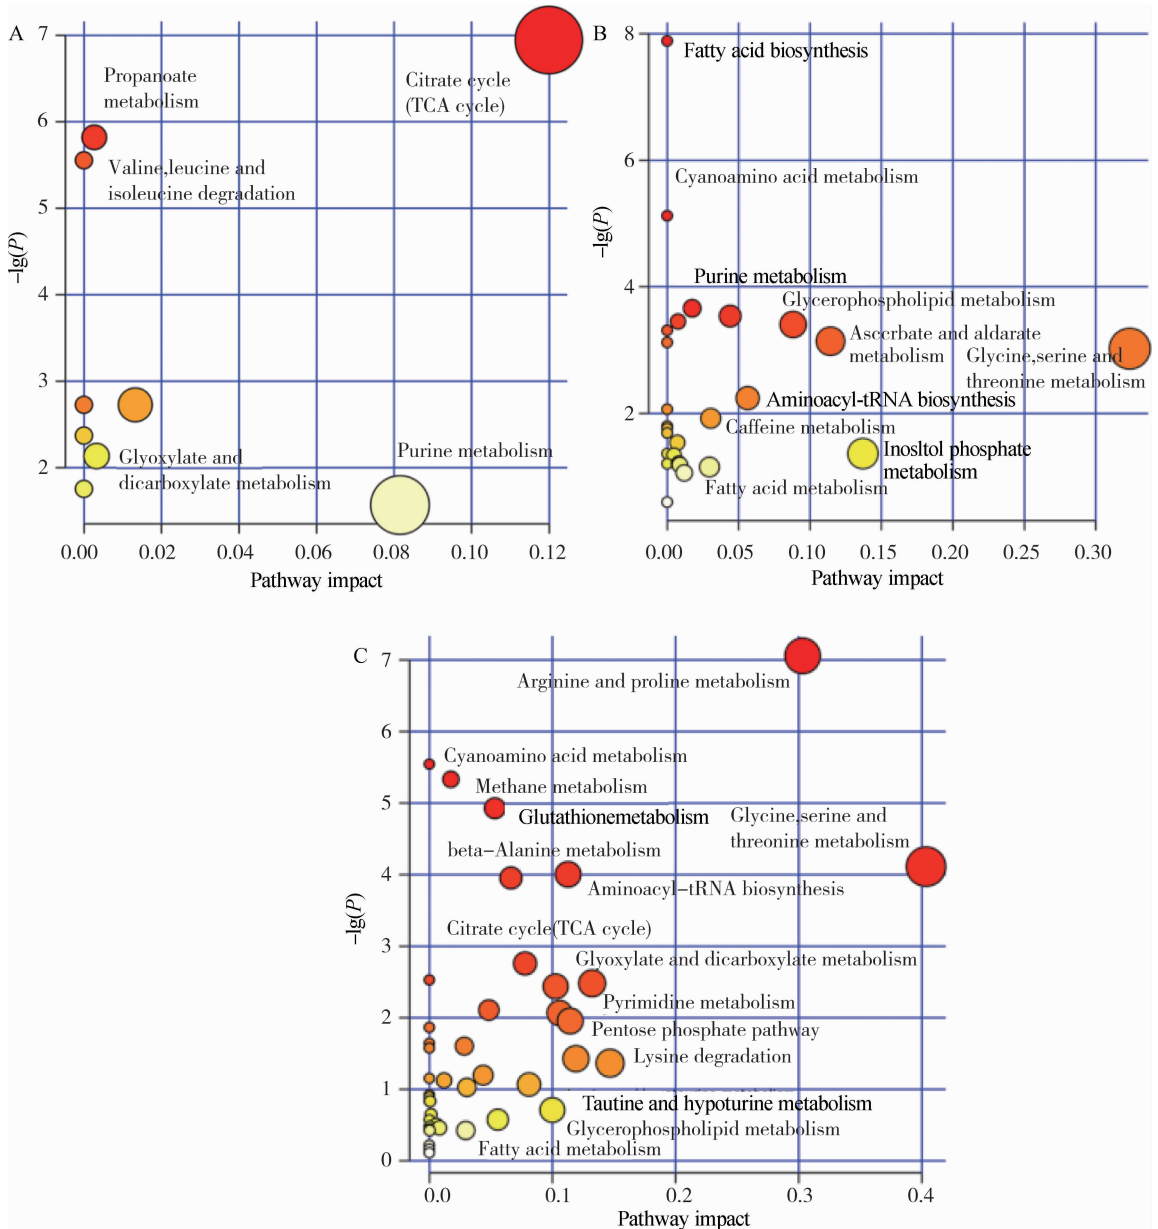 A
7
6
5
4
3
2
-lg(P)
Propanoate
metabolism
Valine,leucine and
isoleucine degradation
Citrate cycle
(TCA cycle)
Glyoxylate and
dicarboxylate metabolism
Purine metabolism
0.00 0.02 0.04 0.06 0.08 0.10 0.12
Pathway impact
B
8
6
4
2
-lg(P)
Fatty acid biosynthesis
Cyanoamino acid metabolism
Purine metabolism
Glycerophospholipid metabolism
Asccrbate and aldarate
metabolism
Glycine,serine and
threonine metabolism
Aminoacyl-tRNA biosynthesis
Caffeine metabolism
Inosltol phosphate
metabolism
Fatty acid metabolism
0.00 0.05 0.10 0.15 0.20 0.25 0.30
Pathway impact
C
7
6
5
4
3
2
1
0
-lg(P)
Arginine and proline metabolism
Cyanoamino acid metabolism
Methane metabolism
Glutathionemetabolism
Glycine,serine and
threonine metabolism
beta-Alanine metabolism
Aminoacyl-tRNA biosynthesis
Citrate cycle(TCA cycle)
Glyoxylate and dicarboxylate metabolism
Pyrimidine metabolism
Pentose phosphate pathway
Lysine degradation
Tautine and hypoturine metabolism
Glycerophospholipid metabolism
Fatty acid metabolism
0.0 0.1 0.2 0.3 0.4
Pathway impact